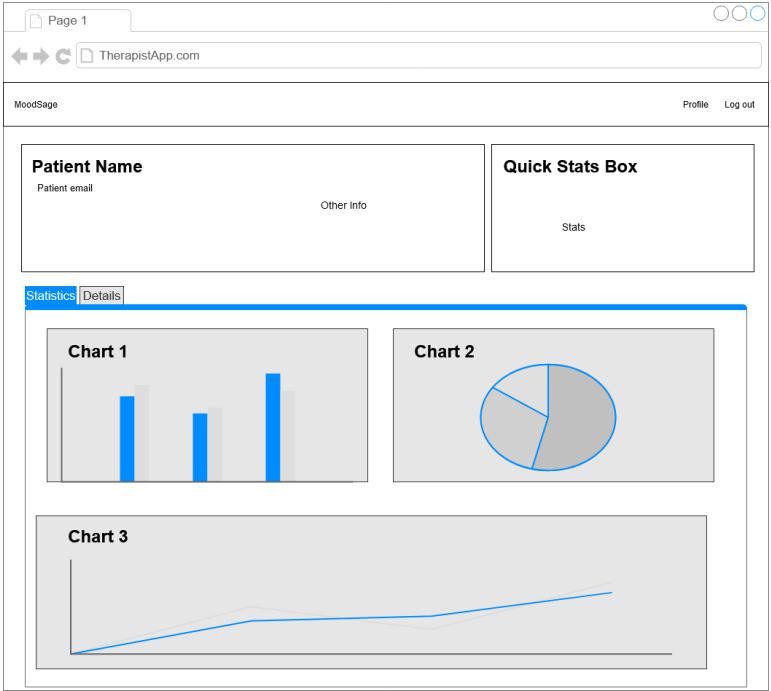 Page 1
TherapistApp.com
MoodSage
Profile
Log out
Patient Name
Patient email
Other Info
Quick Stats Box
Stats
Statistics
Details
Chart 1
Chart 2
Chart 3